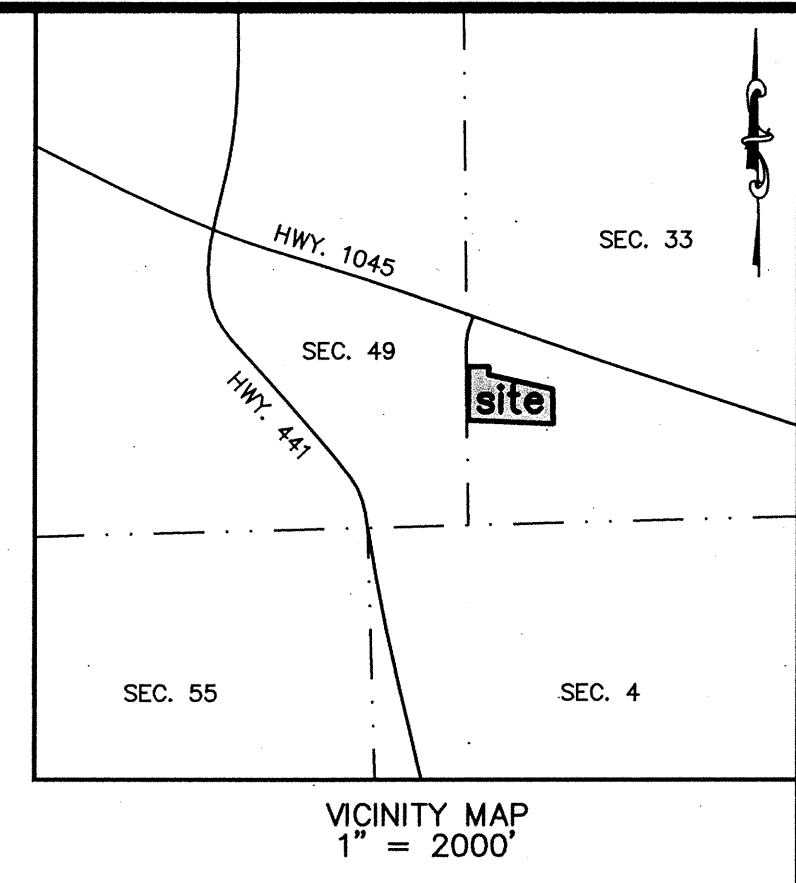 SEC. 33
HWY. 1045
SEC. 49
HWY. 441
site
SEC. 55
SEC. 4
VICINITY MAP
1" = 2000'